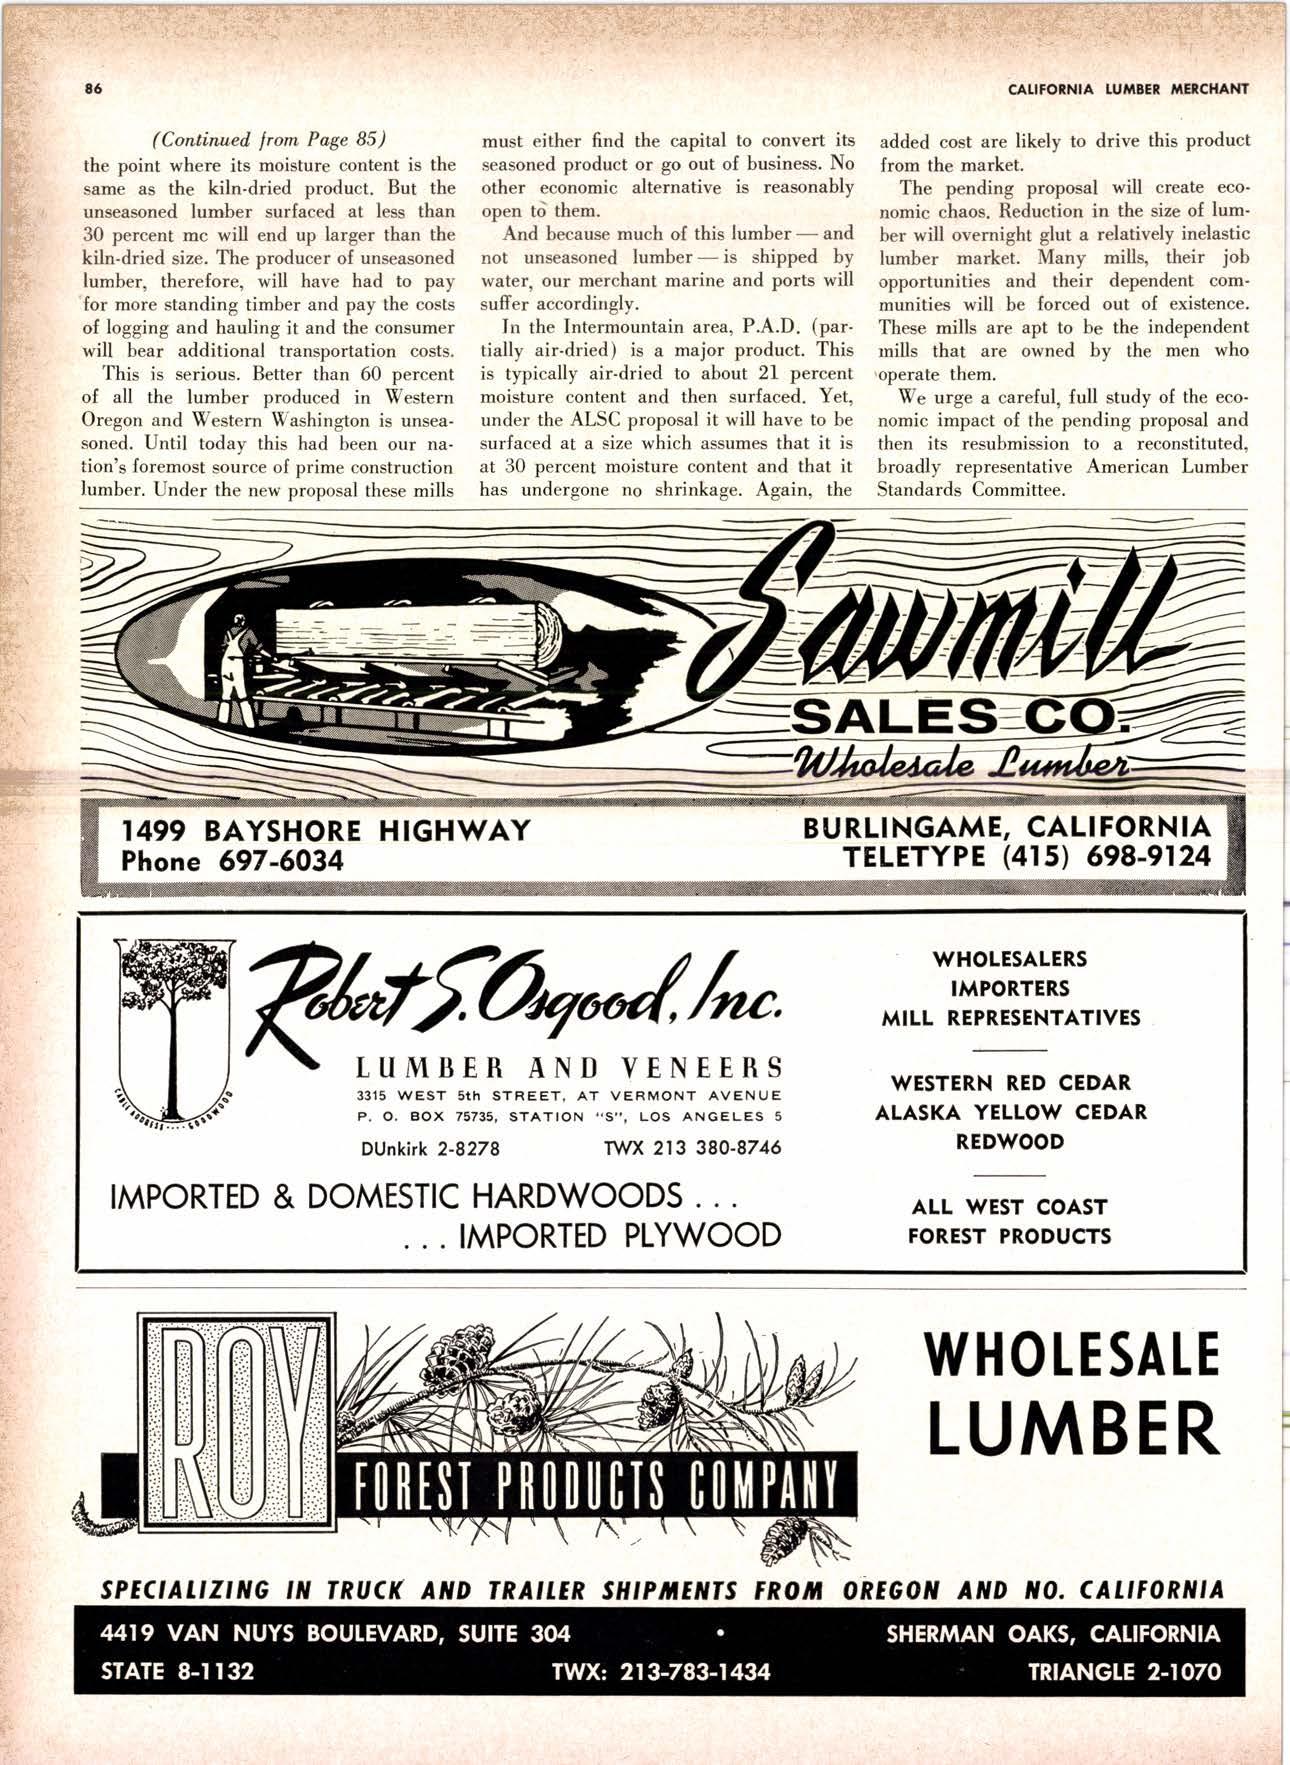 86
CALIFORNIA LUMBER MERCHANT
(Continued from Page 85)
the point where its moisture content is the
same as the kiln-dried product. But the
unseasoned lumber surfaced at less than
30 percent mc will end up larger than the
kiln-dried size. The producer of unseasoned
lumber, therefore, will have had to pay
for more standing timber and pay the costs
of logging and hauling it and the consumer
will bear additional transportation costs.
This is serious. Better than 60 percent
of all the lumber produced in Western
Oregon and Western Washington is unsea-
soned. Until today this had been our na-
tion's foremost source of prime construction
lumber. Under the new proposal these mills
must either find the capital to convert its
seasoned product or go out of business. No
other economic alternative is reasonably
open to them.
And because much of this lumber — and
not unseasoned lumber — is shipped by
water, our merchant marine and ports will
suffer accordingly.
In the Intermountain area, P.A.D. (par-
tially air-dried) is a major product. This
is typically air-dried to about 21 percent
moisture content and then surfaced. Yet,
under the ALSC proposal it will have to be
surfaced at a size which assumes that it is
at 30 percent moisture content and that it
has undergone no shrinkage. Again, the
added cost are likely to drive this product
from the market.
The pending proposal will create eco-
nomic chaos. Reduction in the size of lum-
ber will overnight glut a relatively inelastic
lumber market. Many mills, their job
opportunities and their dependent com-
munities will be forced out of existence.
These mills are apt to be the independent
mills that are owned by the men who
operate them.
We urge a careful, full study of the eco-
nomic impact of the pending proposal and
then its resubmission to a reconstituted,
broadly representative American Lumber
Standards Committee.
Sawmill
SALES CO.
Wholesale Lumber
1499 BAYSHORE HIGHWAY
Phone 697-6034
BURLINGAME, CALIFORNIA
TELETYPE (415) 698-9124
CABLE ADDRESS .... GOODWOOD
Robert S. Osgood, Inc.
LUMBER AND VENEERS
3315 WEST 5th STREET, AT VERMONT AVENUE
P. O. BOX 75735, STATION "S", LOS ANGELES 5
DUnkirk 2-8278 TWX 213 380-8746
IMPORTED & DOMESTIC HARDWOODS . . .
. . . IMPORTED PLYWOOD
WHOLESALERS
IMPORTERS
MILL REPRESENTATIVES
WESTERN RED CEDAR
ALASKA YELLOW CEDAR
REDWOOD
ALL WEST COAST
FOREST PRODUCTS
ROY
FOREST PRODUCTS COMPANY
WHOLESALE
LUMBER
SPECIALIZING IN TRUCK AND TRAILER SHIPMENTS FROM OREGON AND NO. CALIFORNIA
4419 VAN NUYS BOULEVARD, SUITE 304 • SHERMAN OAKS, CALIFORNIA
STATE 8-1132 TWX: 213-783-1434 TRIANGLE 2-1070